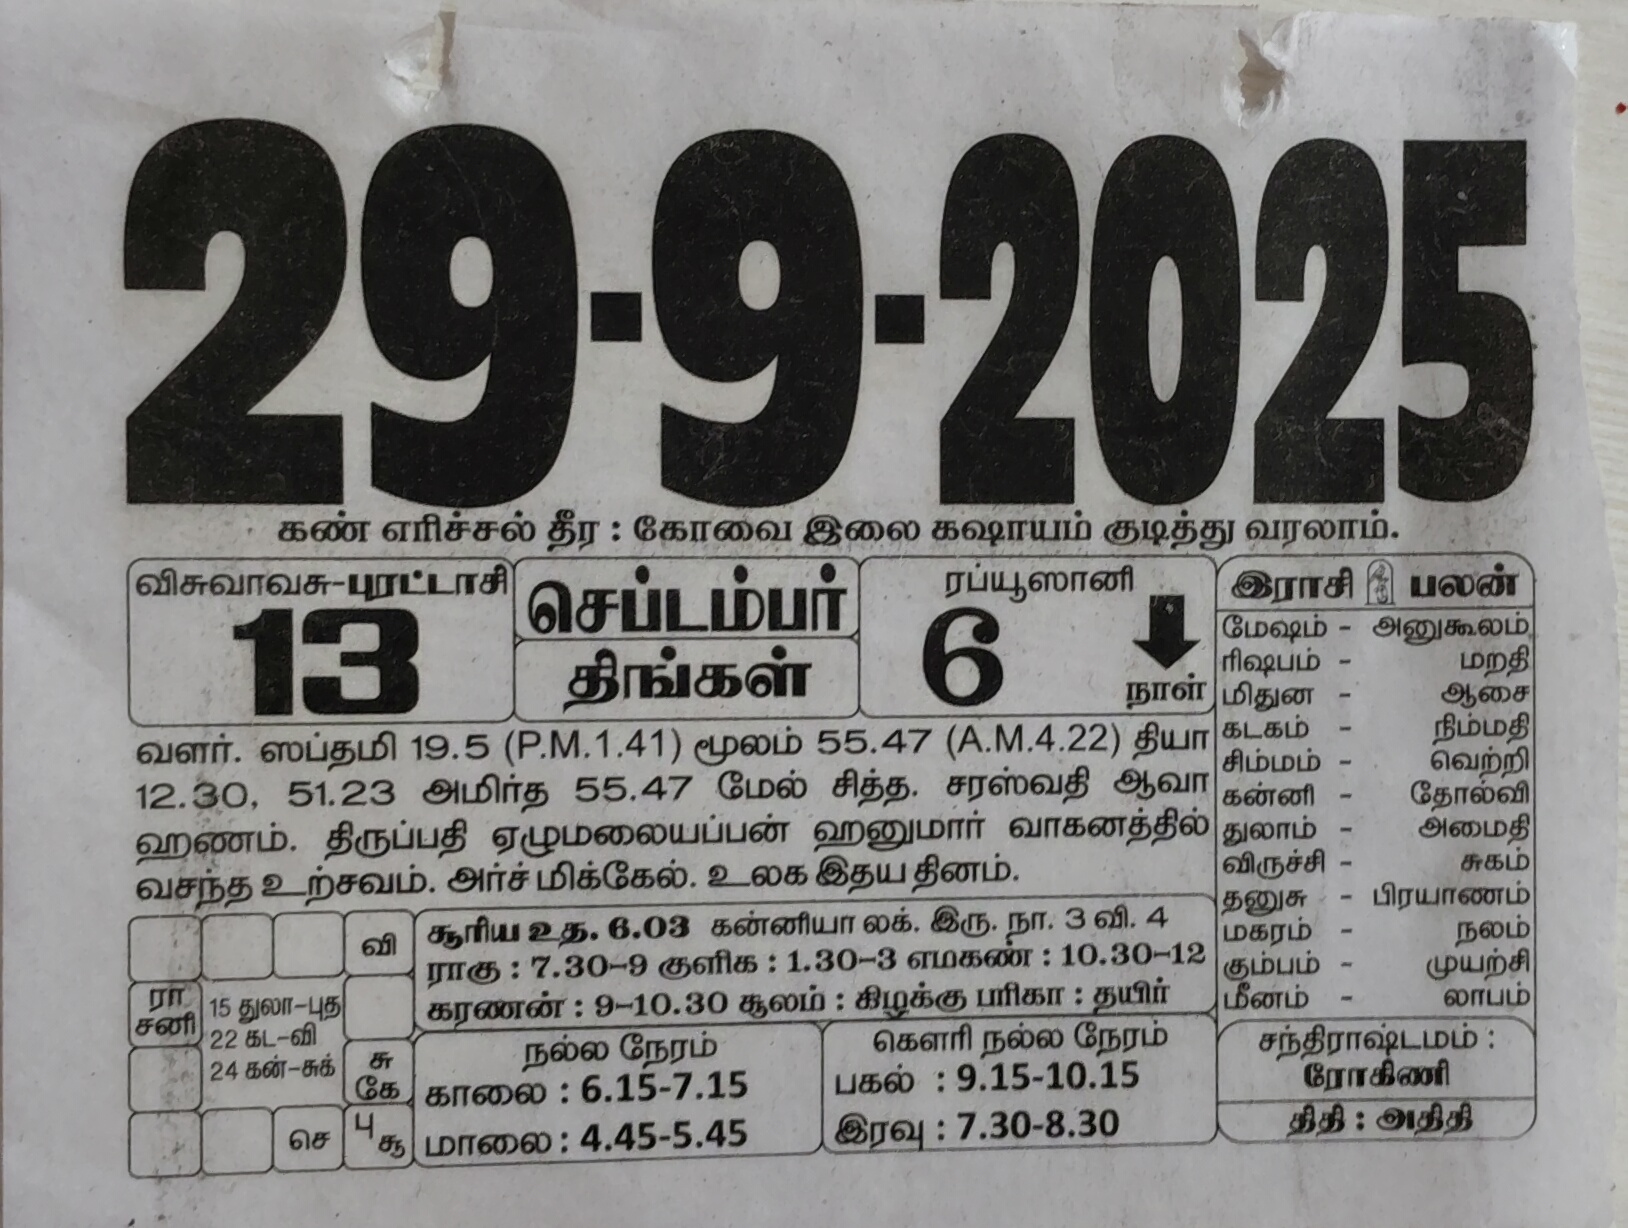 29-9-2025
கண் எரிச்சல் தீர : கோவை இலை கஷாயம் குடித்து வரலாம்.
விசுவாவசு-புரட்டாசி
13
செப்டம்பர்
திங்கள்
ரப்யூஸானி
6
நாள்
வளர். ஸப்தமி 19.5 (P.M.1.41) மூலம் 55.47 (A.M.4.22) தியா
12.30, 51.23 அமிர்த 55.47 மேல் சித்த. சரஸ்வதி ஆவா
ஹணம். திருப்பதி ஏழுமலையப்பன் ஹனுமார் வாகனத்தில்
வசந்த உற்சவம். அர்ச் மிக்கேல். உலக இதய தினம்.
இராசி பலன்
மேஷம் - அனுகூலம்
ரிஷபம் - மறதி
மிதுன - ஆசை
கடகம் - நிம்மதி
சிம்மம் - வெற்றி
கன்னி - தோல்வி
துலாம் - அமைதி
விருச்சி - சுகம்
தனுசு - பிரயாணம்
மகரம் - நலம்
கும்பம் - முயற்சி
மீனம் - லாபம்
வி
ரா
சனி
15 துலா-புத
22 கட-வி
24 கன்-சுக்
சு
கே
செ
பு
சூ
சூரிய உத. 6.03 கன்னியா லக். இரு. நா. 3 வி. 4
ராகு : 7.30-9 குளிக : 1.30-3 எமகண் : 10.30-12
கரணன் : 9-10.30 சூலம் : கிழக்கு பரிகா : தயிர்
நல்ல நேரம்
காலை : 6.15-7.15
மாலை : 4.45-5.45
கௌரி நல்ல நேரம்
பகல் : 9.15-10.15
இரவு : 7.30-8.30
சந்திராஷ்டமம் :
ரோகிணி
திதி : அதிதி